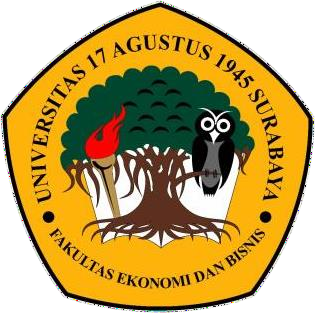 UNIVERSITAS 17 AGUSTUS 1945 SURABAYA
FAKULTAS EKONOMI DAN BISNIS